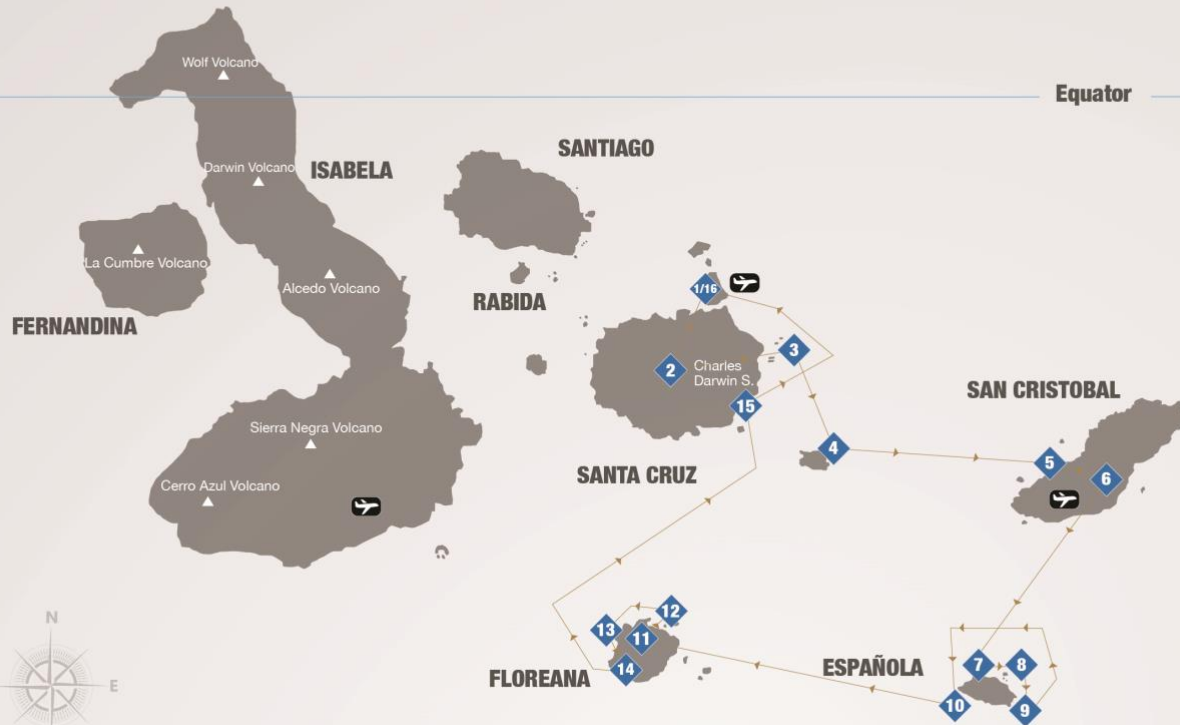 Wolf Volcano
Equator
SANTIAGO
Darwin Volcano
ISABELA
La Cumbre Volcano
Alcedo Volcano
1/16
RABIDA
FERNANDINA
3
2
Charles
Darwin S.
SAN CRISTOBAL
15
Sierra Negra Volcano
4
5
SANTA CRUZ
6
Cerro Azul Volcano
N
12
13
11
7
8
ESPAÑOLA
14
FLOREANA
E
10
9